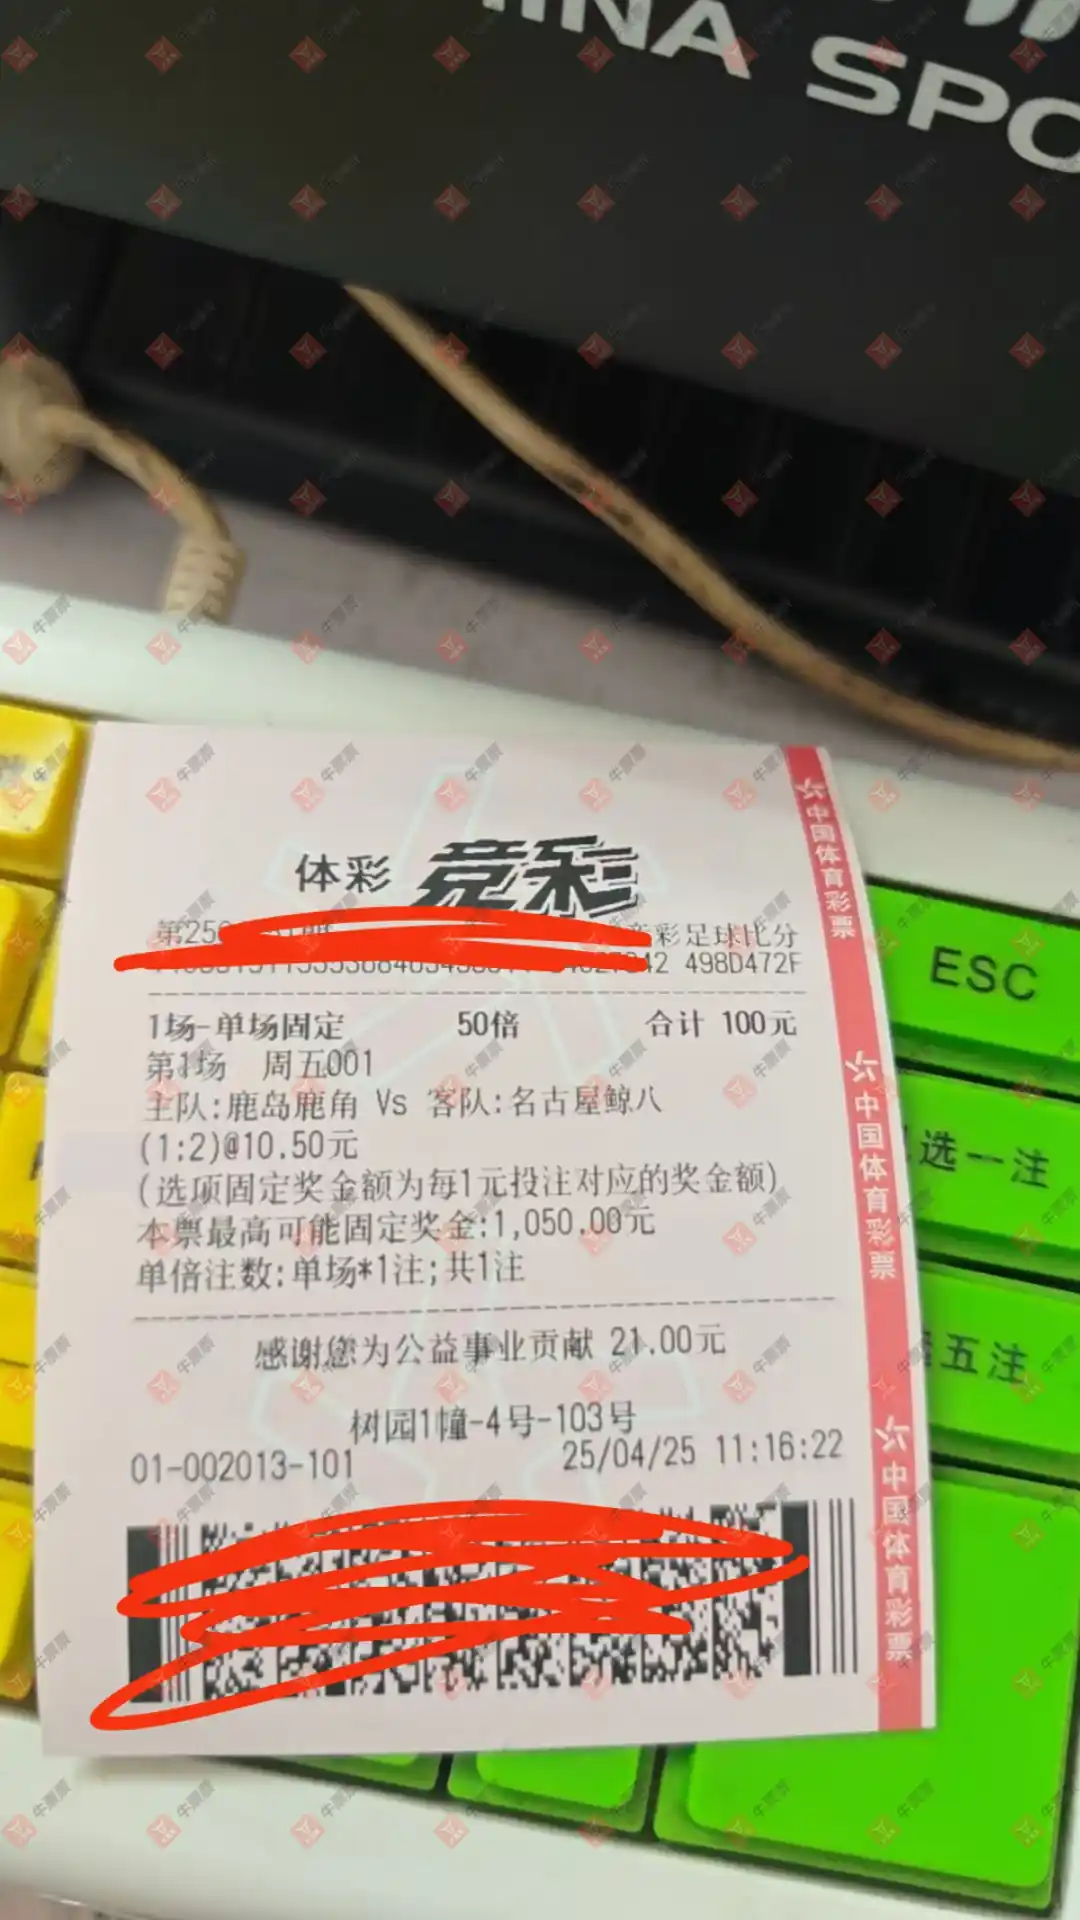 INA SPO
中国体育彩票
体彩 竞彩
第250 竞彩足球比分
498D472F
1场-单场固定 50倍 合计 100元
第1场 周五001
主队:鹿岛鹿角 Vs 客队:名古屋鲸八
(1:2)@10.50元
(选项固定奖金额为每1元投注对应的奖金额)
本票最高可能固定奖金:1,050.00元
单倍注数:单场*1注;共1注
感谢您为公益事业贡献 21.00元
树园1幢-4号-103号
01-002013-101 25/04/25 11:16:22
中国体育彩票
中国体育彩票
ESC
选一注
五注
牛票票